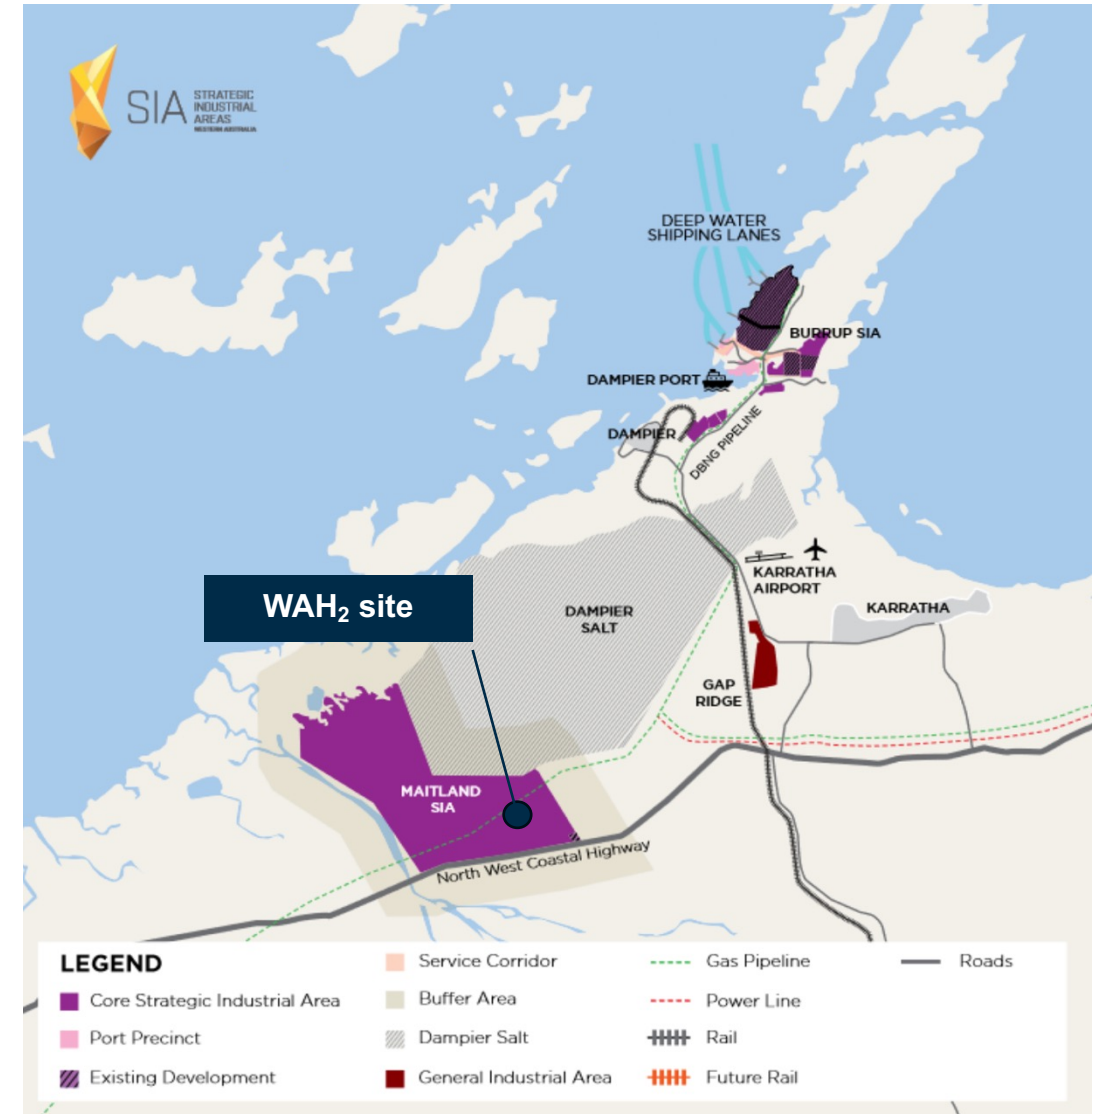 SIA
STRATEGIC
INDUSTRIAL
AREAS
WESTERN AUSTRALIA
DEEP WATER
SHIPPING LANES
BURRUP SIA
DAMPIER PORT
DAMPIER
DBNG PIPELINE
KARRATHA
AIRPORT
WAH₂ site
DAMPIER
SALT
KARRATHA
GAP
RIDGE
MAITLAND
SIA
North West Coastal Highway
LEGEND
Core Strategic Industrial Area
Port Precinct
Existing Development
Service Corridor
Buffer Area
Dampier Salt
General Industrial Area
Gas Pipeline
Power Line
Rail
Future Rail
Roads